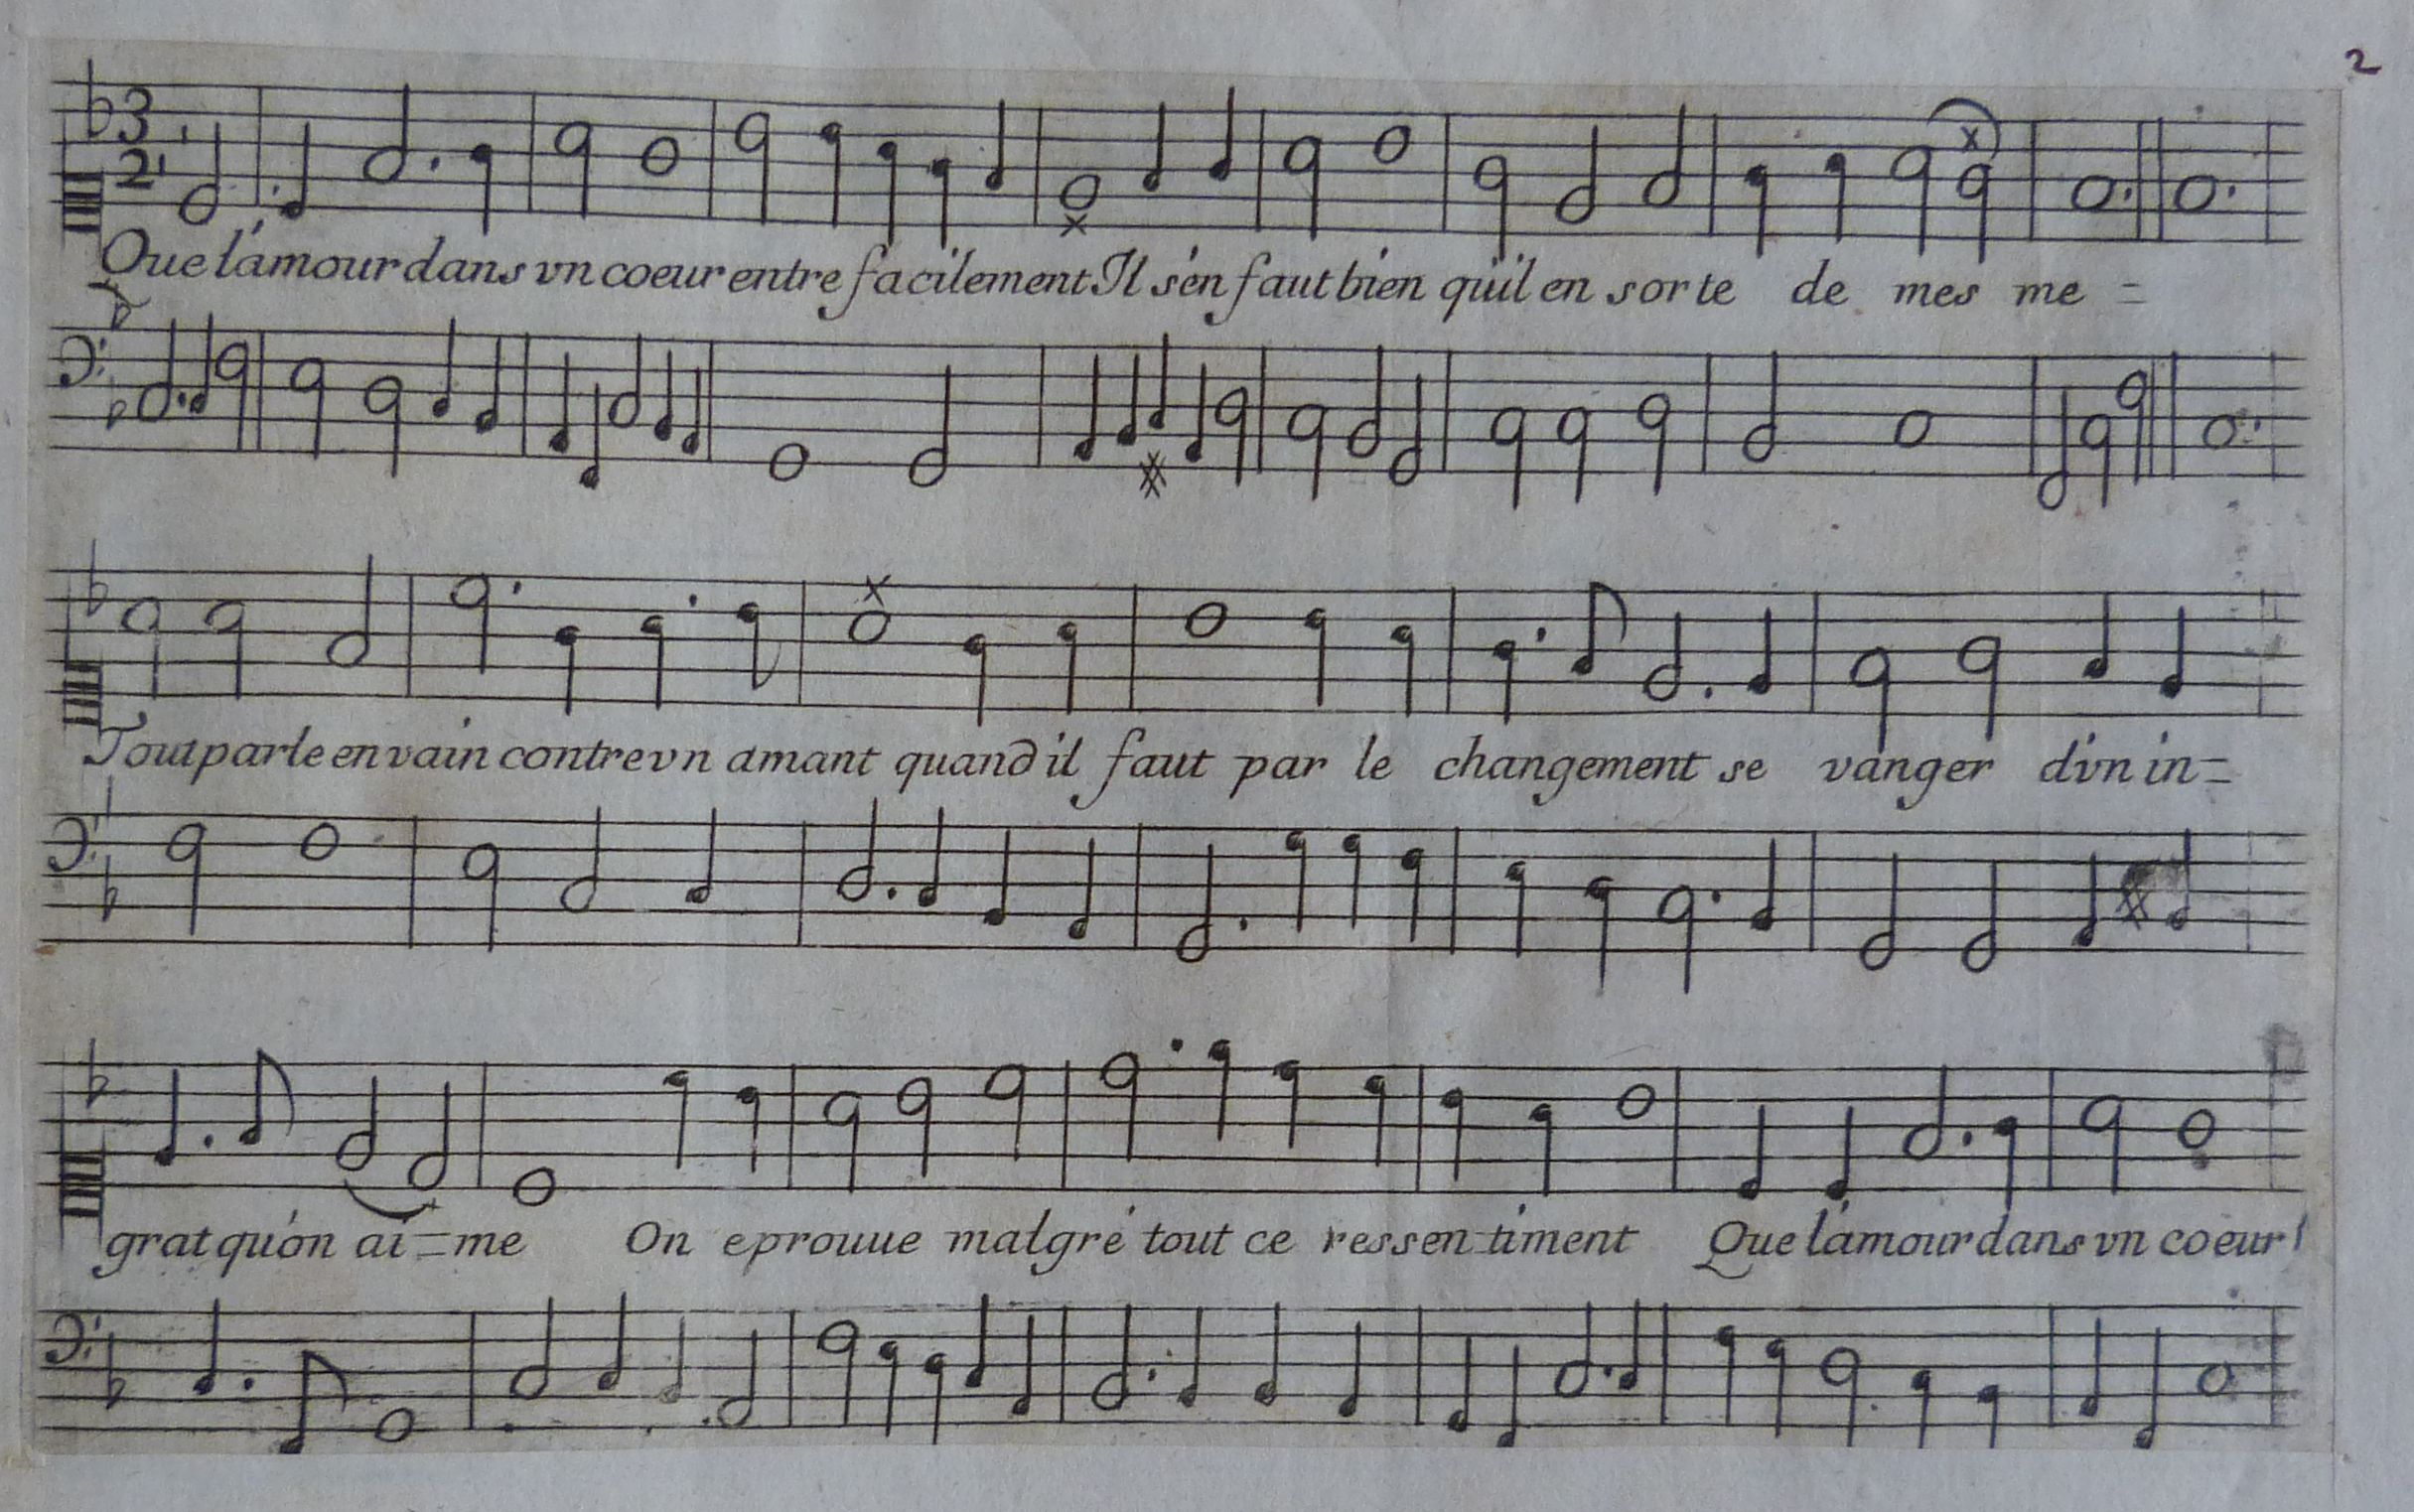 2
3
2
Que l'amour dans vn coeur entre facilement Il s'en faut bien qu'il en sorte de mes me =
Tout parle en vain contre vn amant quand il faut par le changement se vanger d'vn in=
grat qu'on ai=me On eprouue malgré tout ce ressentiment Que l'amour dans vn coeur